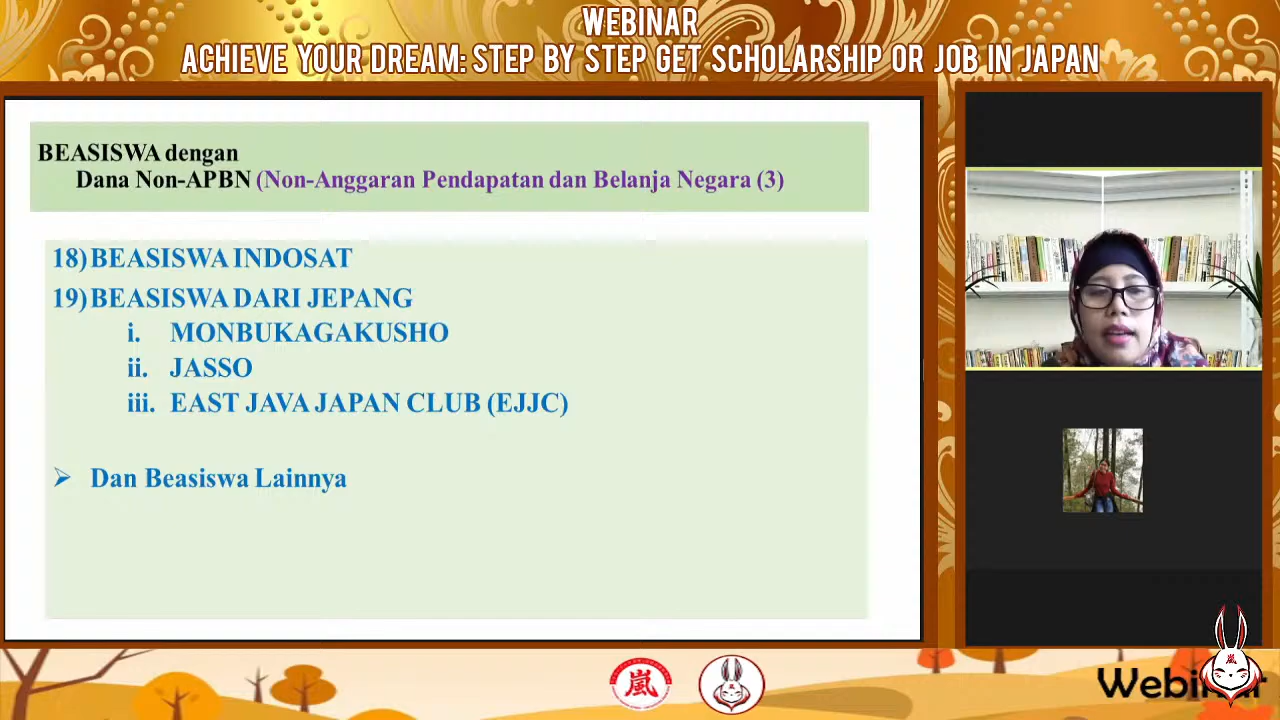 WEBINAR
ACHIEVE YOUR DREAM: STEP BY STEP GET SCHOLARSHIP OR JOB IN JAPAN
BEASISWA dengan
Dana Non-APBN (Non-Anggaran Pendapatan dan Belanja Negara (3)
18) BEASISWA INDOSAT
19) BEASISWA DARI JEPANG
i. MONBUKAGAKUSHO
ii. JASSO
iii. EAST JAVA JAPAN CLUB (EJJC)
➢ Dan Beasiswa Lainnya
嵐
Webinar